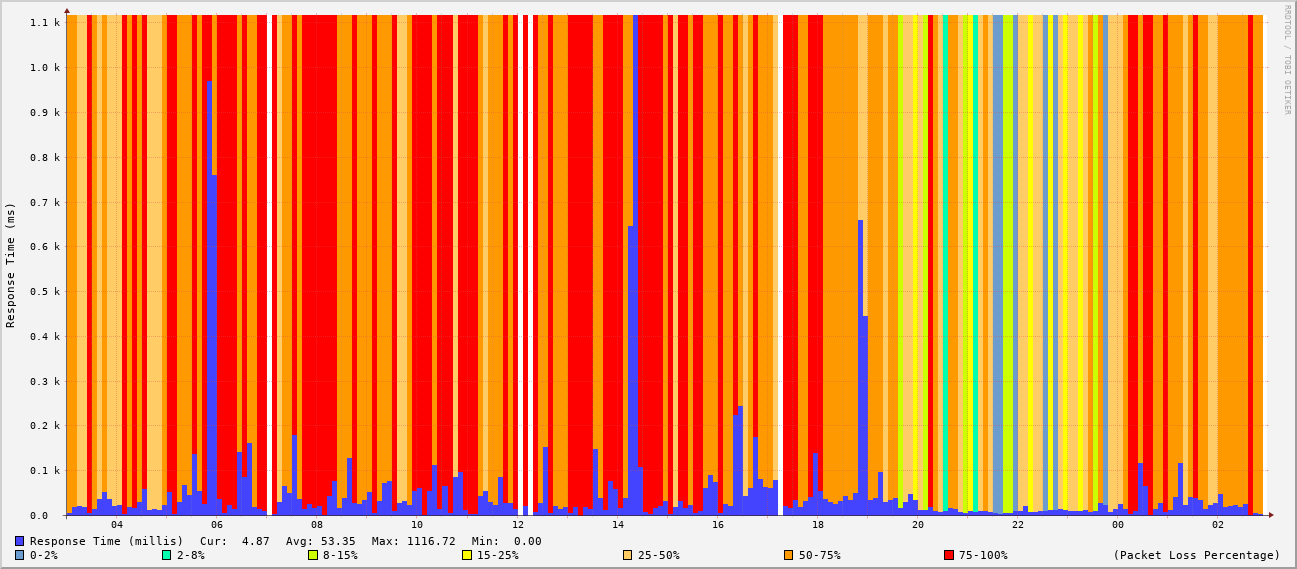 RRDTOOL / TOBI OETIKER
Response Time (ms)
1.1 k
1.0 k
0.9 k
0.8 k
0.7 k
0.6 k
0.5 k
0.4 k
0.3 k
0.2 k
0.1 k
0.0
04 06 08 10 12 14 16 18 20 22 00 02
Response Time (millis) Cur: 4.87 Avg: 53.35 Max: 1116.72 Min: 0.00
0-2% 2-8% 8-15% 15-25% 25-50% 50-75% 75-100% (Packet Loss Percentage)